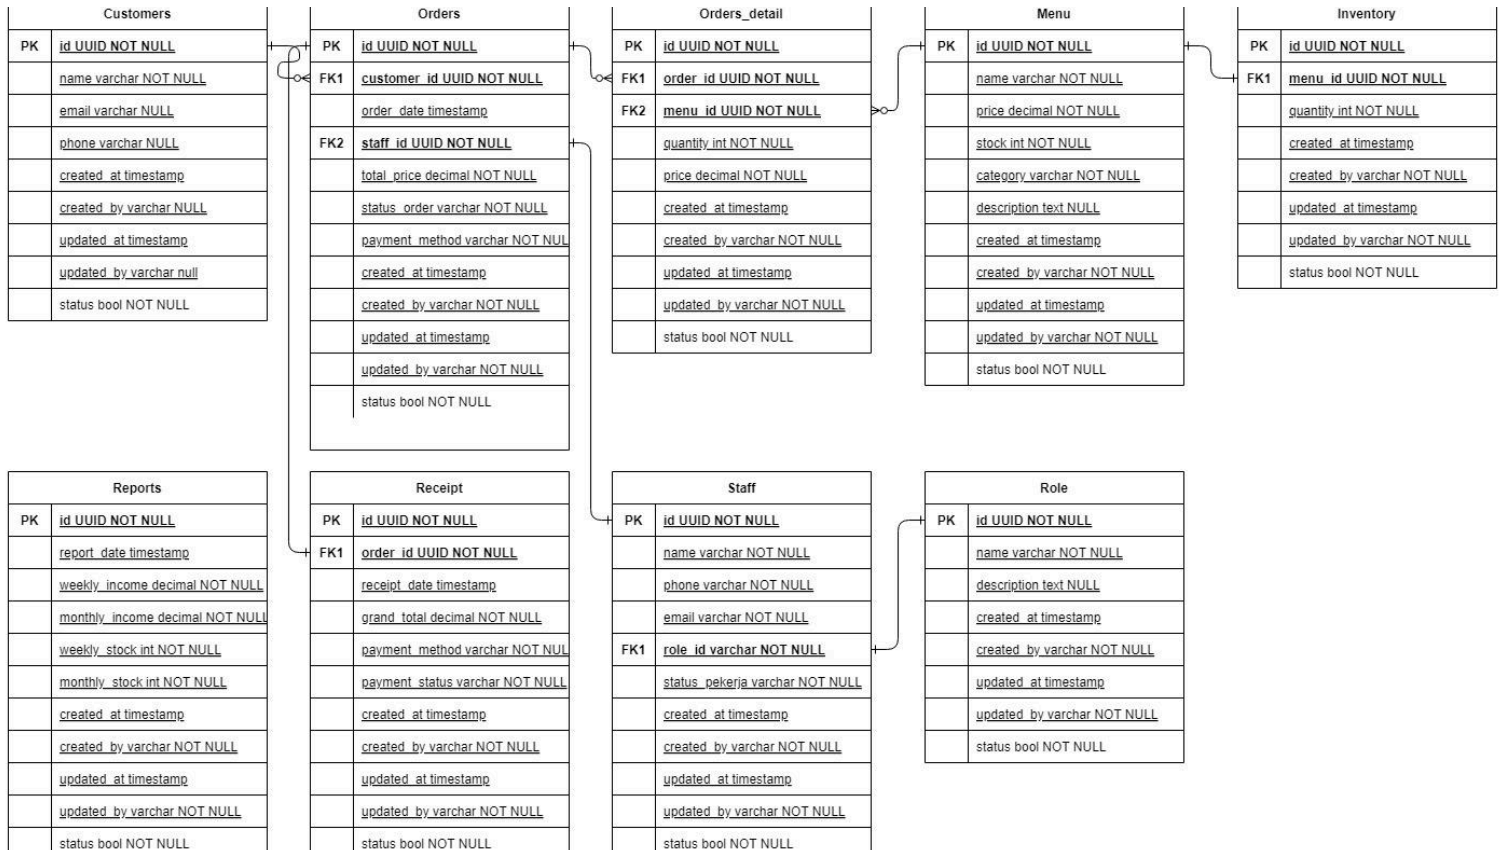 Customers
PK id UUID NOT NULL
name varchar NOT NULL
email varchar NULL
phone varchar NULL
created_at timestamp
created_by varchar NULL
updated_at timestamp
updated_by varchar null
status bool NOT NULL
Orders
PK id UUID NOT NULL
FK1 customer_id UUID NOT NULL
order_date timestamp
FK2 staff_id UUID NOT NULL
total_price decimal NOT NULL
status_order varchar NOT NULL
payment_method varchar NOT NUL
created_at timestamp
created_by varchar NOT NULL
updated_at timestamp
updated_by varchar NOT NULL
status bool NOT NULL
Orders_detail
PK id UUID NOT NULL
FK1 order_id UUID NOT NULL
FK2 menu_id UUID NOT NULL
quantity int NOT NULL
price decimal NOT NULL
created_at timestamp
created_by varchar NOT NULL
updated_at timestamp
updated_by varchar NOT NULL
status bool NOT NULL
Menu
PK id UUID NOT NULL
name varchar NOT NULL
price decimal NOT NULL
stock int NOT NULL
category varchar NOT NULL
description text NULL
created_at timestamp
created_by varchar NOT NULL
updated_at timestamp
updated_by varchar NOT NULL
status bool NOT NULL
Inventory
PK id UUID NOT NULL
FK1 menu_id UUID NOT NULL
quantity int NOT NULL
created_at timestamp
created_by varchar NOT NULL
updated_at timestamp
updated_by varchar NOT NULL
status bool NOT NULL
Reports
PK id UUID NOT NULL
report_date timestamp
weekly_income decimal NOT NULL
monthly_income decimal NOT NULL
weekly_stock int NOT NULL
monthly_stock int NOT NULL
created_at timestamp
created_by varchar NOT NULL
updated_at timestamp
updated_by varchar NOT NULL
status bool NOT NULL
Receipt
PK id UUID NOT NULL
FK1 order_id UUID NOT NULL
receipt_date timestamp
grand_total decimal NOT NULL
payment_method varchar NOT NUL
payment_status varchar NOT NULL
created_at timestamp
created_by varchar NOT NULL
updated_at timestamp
updated_by varchar NOT NULL
status bool NOT NULL
Staff
PK id UUID NOT NULL
name varchar NOT NULL
phone varchar NOT NULL
email varchar NOT NULL
FK1 role_id varchar NOT NULL
status_pekerja varchar NOT NULL
created_at timestamp
created_by varchar NOT NULL
updated_at timestamp
updated_by varchar NOT NULL
status bool NOT NULL
Role
PK id UUID NOT NULL
name varchar NOT NULL
description text NULL
created_at timestamp
created_by varchar NOT NULL
updated_at timestamp
updated_by varchar NOT NULL
status bool NOT NULL